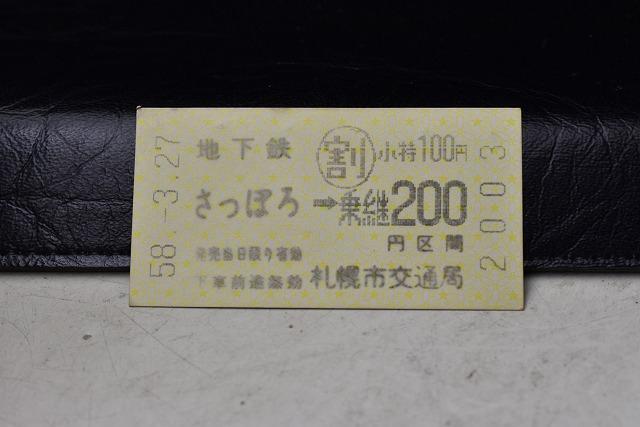 58.-3.27
地下鉄 割 小特100円
さっぽろ→乗継200
円区間
発売当日限り有効
下車前途無効 札幌市交通局
2003